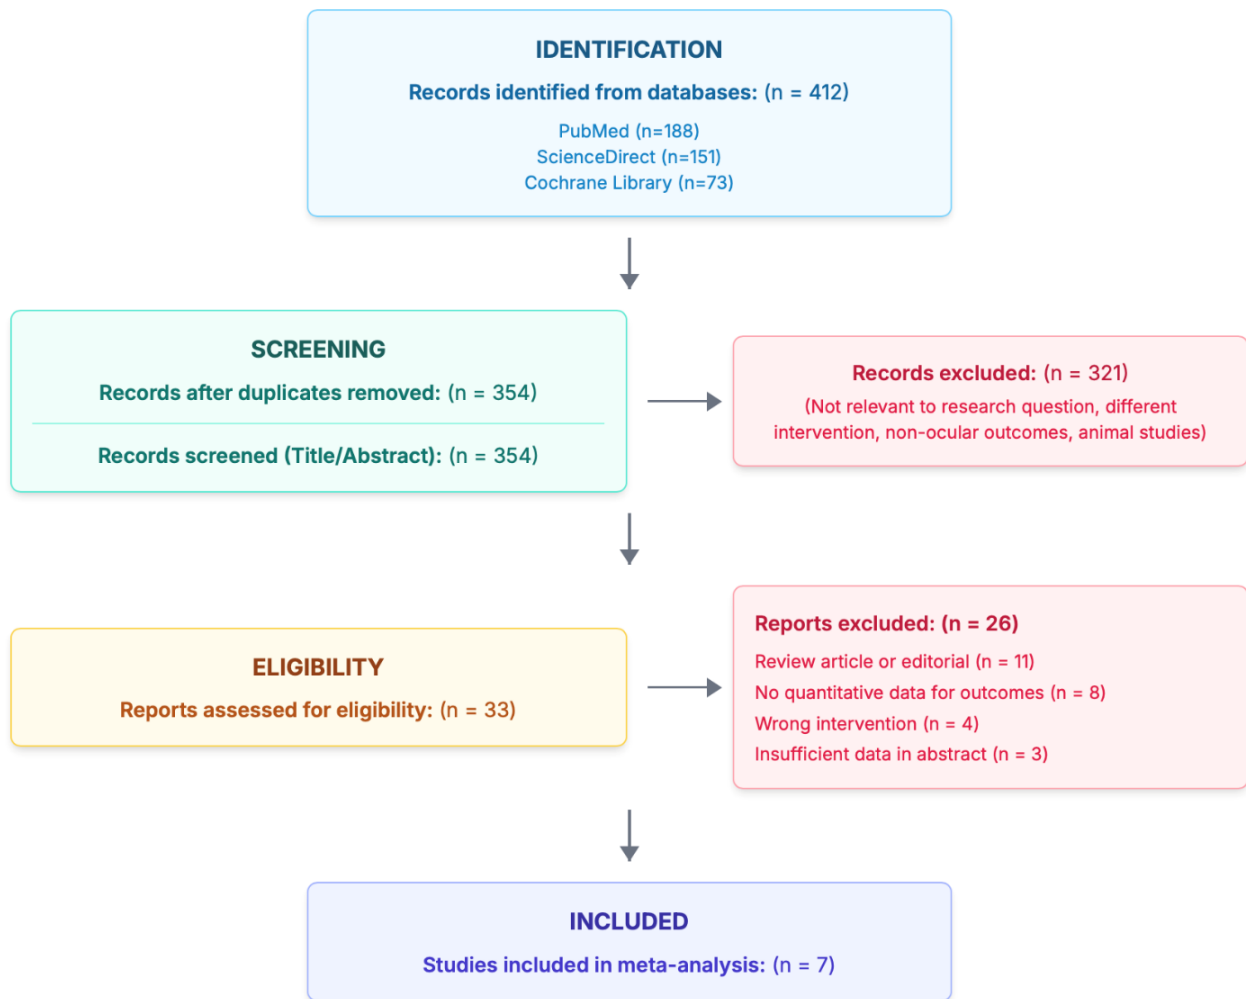 IDENTIFICATION
Records identified from databases: (n = 412)
PubMed (n=188)
ScienceDirect (n=151)
Cochrane Library (n=73)
SCREENING
Records after duplicates removed: (n = 354)
Records screened (Title/Abstract): (n = 354)
Records excluded: (n = 321)
(Not relevant to research question, different
intervention, non-ocular outcomes, animal studies)
ELIGIBILITY
Reports assessed for eligibility: (n = 33)
Reports excluded: (n = 26)
Review article or editorial (n = 11)
No quantitative data for outcomes (n = 8)
Wrong intervention (n = 4)
Insufficient data in abstract (n = 3)
INCLUDED
Studies included in meta-analysis: (n = 7)